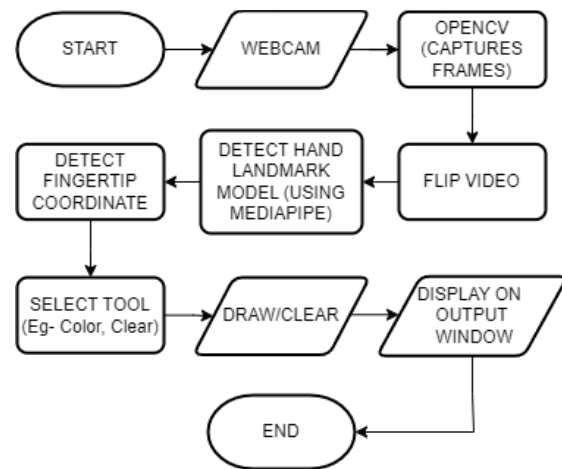 START
WEBCAM
OPENCV
(CAPTURES
FRAMES)
FLIP VIDEO
DETECT HAND
LANDMARK
MODEL (USING
MEDIAPIPE)
DETECT
FINGERTIP
COORDINATE
SELECT TOOL
(Eg- Color, Clear)
DRAW/CLEAR
DISPLAY ON
OUTPUT
WINDOW
END